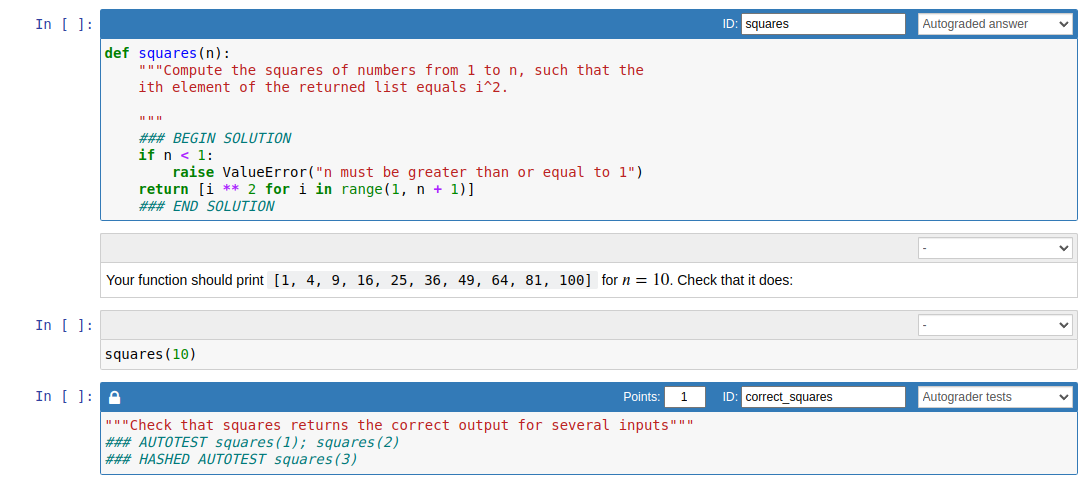 In [ ]: ID: squares Autograded answer
def squares(n):
    """Compute the squares of numbers from 1 to n, such that the
    ith element of the returned list equals i^2.

    """
    ### BEGIN SOLUTION
    if n < 1:
        raise ValueError("n must be greater than or equal to 1")
    return [i ** 2 for i in range(1, n + 1)]
    ### END SOLUTION
-
Your function should print [1, 4, 9, 16, 25, 36, 49, 64, 81, 100] for n = 10. Check that it does:
In [ ]: -
squares(10)
In [ ]: Points: 1 ID: correct_squares Autograder tests
"""Check that squares returns the correct output for several inputs"""
### AUTOTEST squares(1); squares(2)
### HASHED AUTOTEST squares(3)